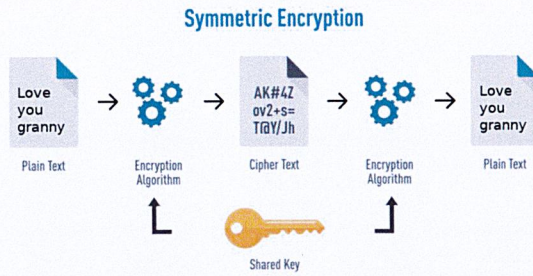 Symmetric Encryption
Love
you
granny
AK#4Z
ov2+s=
T@Y/Jh
Love
you
granny
Plain Text
Encryption
Algorithm
Cipher Text
Encryption
Algorithm
Plain Text
Shared Key